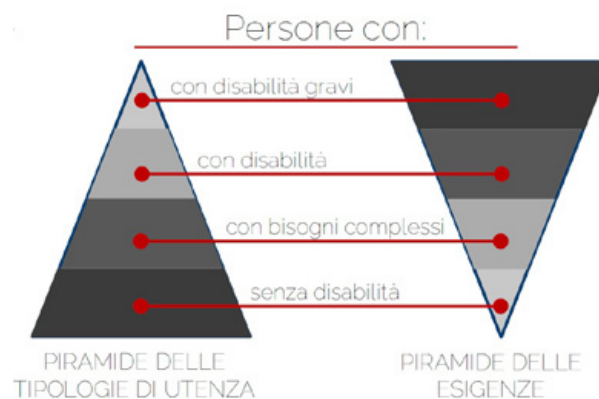 Persone con:
con disabilità gravi
con disabilità
con bisogni complessi
senza disabilità
PIRAMIDE DELLE
TIPOLOGIE DI UTENZA
PIRAMIDE DELLE
ESIGENZE